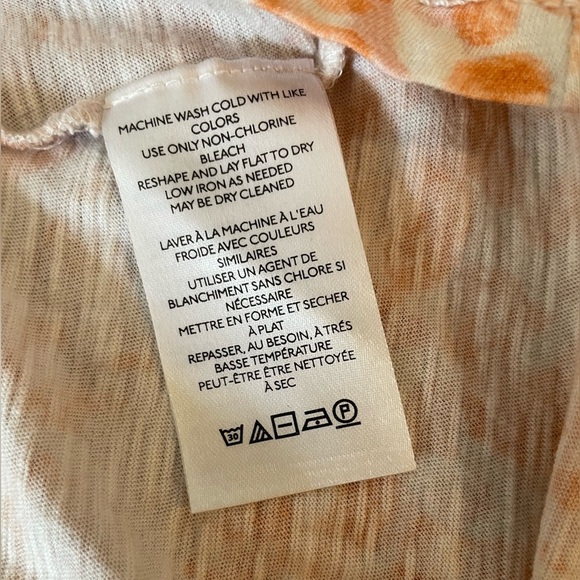 MACHINE WASH COLD WITH LIKE
COLORS
USE ONLY NON-CHLORINE
BLEACH
RESHAPE AND LAY FLAT TO DRY
LOW IRON AS NEEDED
MAY BE DRY CLEANED
LAVER À LA MACHINE À L'EAU
FROIDE AVEC COULEURS
SIMILAIRES
UTILISER UN AGENT DE
BLANCHIMENT SANS CHLORE SI
NÉCESSAIRE
METTRE EN FORME ET SECHER
À PLAT
REPASSER, AU BESOIN, À TRÉS
BASSE TEMPÉRATURE
PEUT-ÊTRE ÊTRE NETTOYÉE
À SEC
30 P